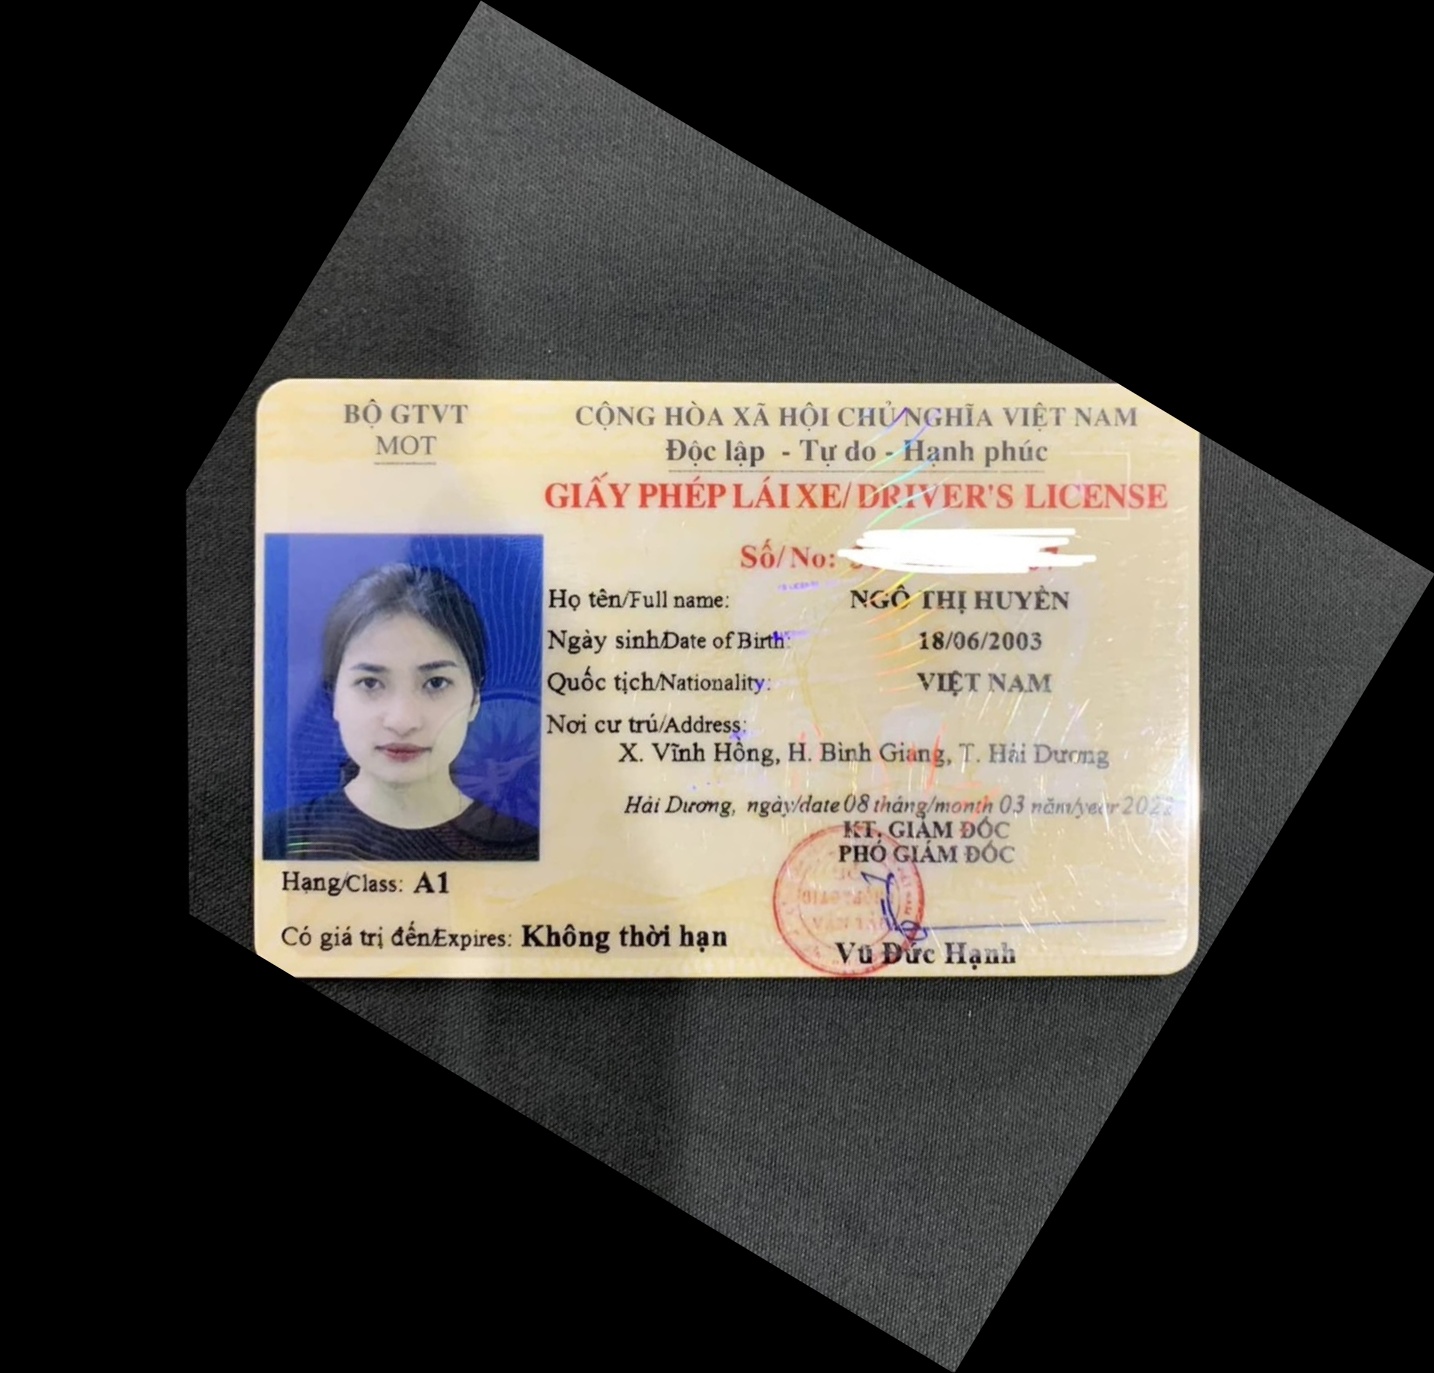 BỘ GTVT
MOT
CỘNG HÒA XÃ HỘI CHỦ NGHĨA VIỆT NAM
Độc lập - Tự do - Hạnh phúc
GIẤY PHÉP LÁI XE/ DRIVER'S LICENSE
Số/ No:
Họ tên/Full name: NGÔ THỊ HUYỀN
Ngày sinh/Date of Birth: 18/06/2003
Quốc tịch/Nationality: VIỆT NAM
Nơi cư trú/Address:
X. Vĩnh Hồng, H. Bình Giang, T. Hải Dương
Hải Dương, ngày/date 08 tháng/month 03 năm/year 2022
KT. GIÁM ĐỐC
PHÓ GIÁM ĐỐC
Hạng/Class: A1
Có giá trị đến/Expires: Không thời hạn
Vũ Đức Hạnh